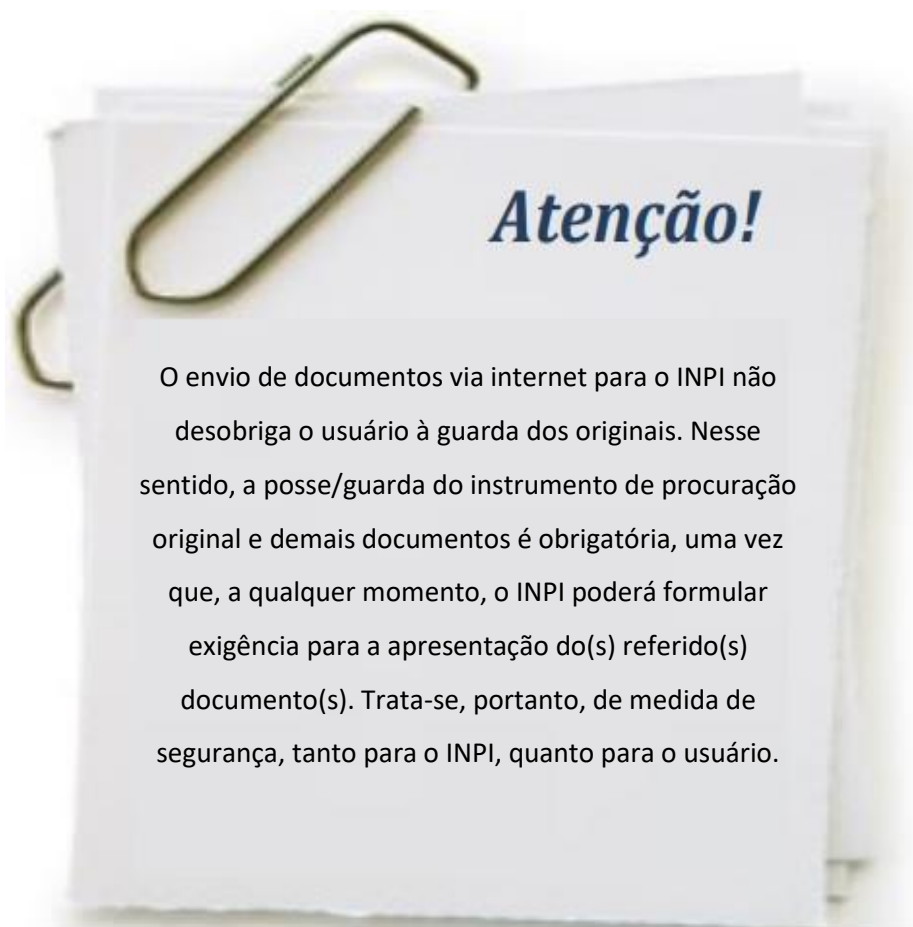 Atenção!
O envio de documentos via internet para o INPI não
desobriga o usuário à guarda dos originais. Nesse
sentido, a posse/guarda do instrumento de procuração
original e demais documentos é obrigatória, uma vez
que, a qualquer momento, o INPI poderá formular
exigência para a apresentação do(s) referido(s)
documento(s). Trata-se, portanto, de medida de
segurança, tanto para o INPI, quanto para o usuário.